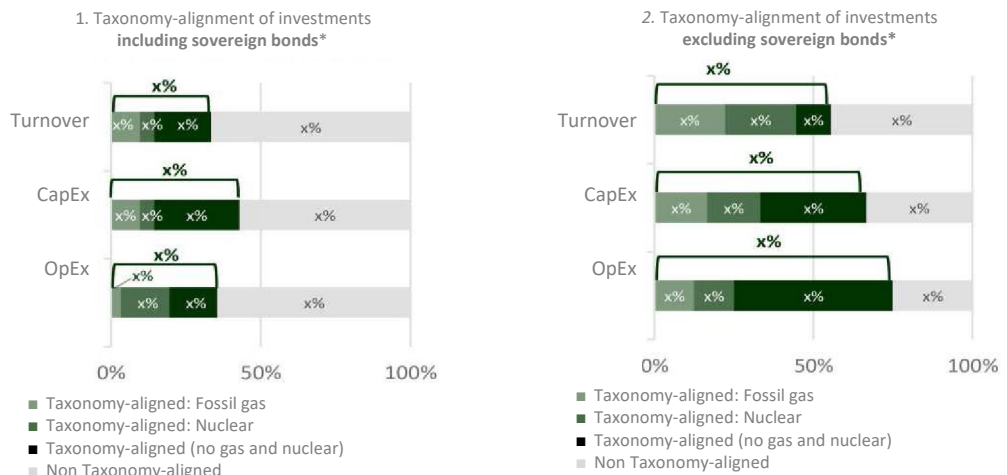 1. Taxonomy-alignment of investments
including sovereign bonds*
x%
Turnover
x% x% x% x%
x%
CapEx
x% x% x% x%
x%
OpEx
x%
x% x% x%
0% 50% 100%
■ Taxonomy-aligned: Fossil gas
■ Taxonomy-aligned: Nuclear
■ Taxonomy-aligned (no gas and nuclear)
■ Non Taxonomy-aligned
2. Taxonomy-alignment of investments
excluding sovereign bonds*
x%
Turnover
x% x% x% x%
x%
CapEx
x% x% x% x%
x%
OpEx
x% x% x% x%
0% 50% 100%
■ Taxonomy-aligned: Fossil gas
■ Taxonomy-aligned: Nuclear
■ Taxonomy-aligned (no gas and nuclear)
■ Non Taxonomy-aligned